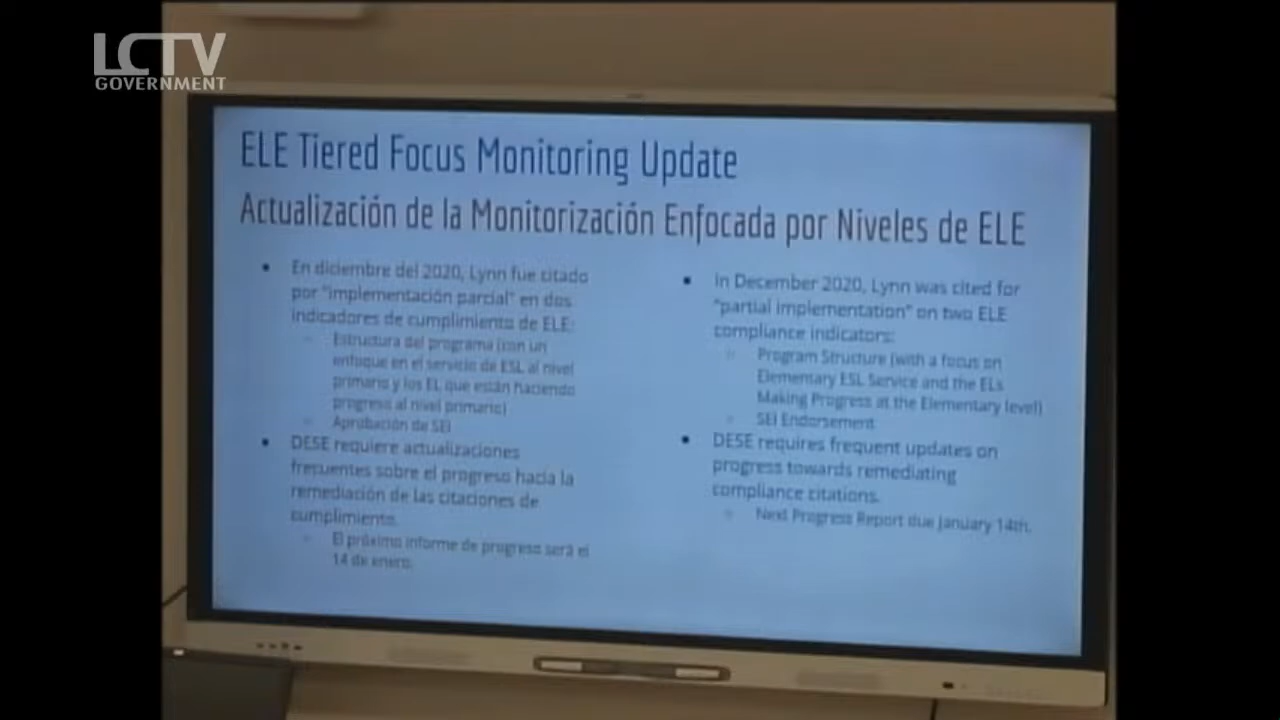 LCTV
GOVERNMENT
ELE Tiered Focus Monitoring Update
Actualización de la Monitorización Enfocada por Niveles de ELE
• En diciembre del 2020, Lynn fue citado
por "implementación parcial" en dos
indicadores de cumplimiento de ELE:
Estructura del programa (con un
enfoque en el servicio de ESL al nivel
primario y los EL que están haciendo
progreso al nivel primario)
Aprobación de SEI
• DESE requiere actualizaciones
frecuentes sobre el progreso hacia la
remediación de las citaciones de
cumplimiento.
El próximo informe de progreso será el
14 de enero.
• In December 2020, Lynn was cited for
"partial implementation" on two ELE
compliance indicators:
Program Structure (with a focus on
Elementary ESL Service and the ELs
Making Progress at the Elementary level)
SEI Endorsement
• DESE requires frequent updates on
progress towards remediating
compliance citations.
Next Progress Report due January 14th.